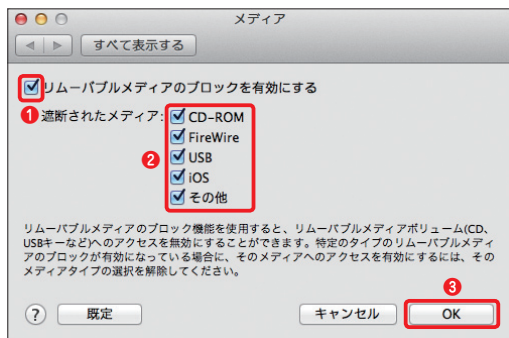 メディア
すべて表示する
リムーバブルメディアのブロックを有効にする
❶ 遮断されたメディア: CD-ROM
FireWire
❷ USB
iOS
その他
リムーバブルメディアのブロック機能を使用すると、リムーバブルメディアボリューム(CD、
USBキーなど)へのアクセスを無効にすることができます。特定のタイプのリムーバブルメディ
アのブロックが有効になっている場合に、そのメディアへのアクセスを有効にするには、その
メディアタイプの選択を解除してください。
❸
? 既定 キャンセル OK